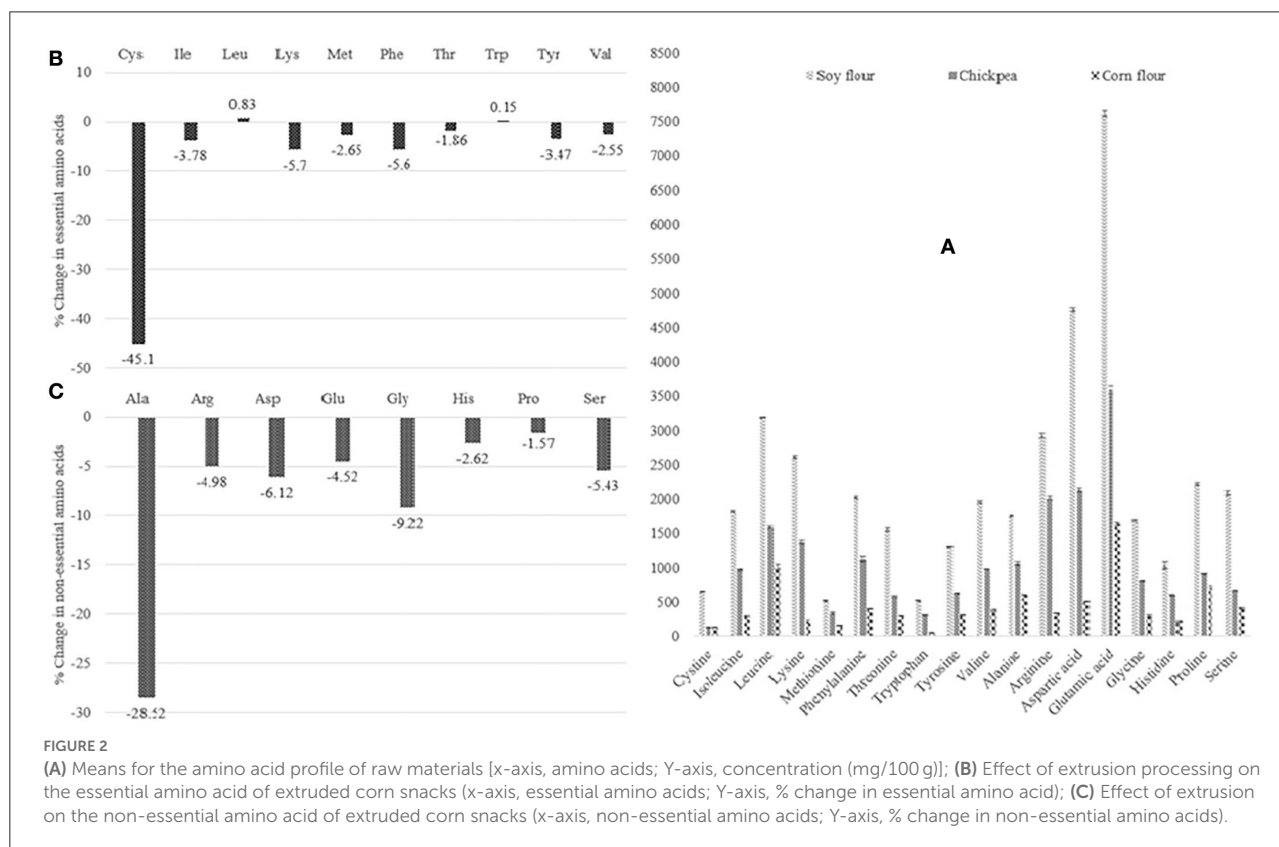 B
Cys Ile Leu Lys Met Phe Thr Trp Tyr Val
% Change in essential amino acids
10
0
-10
-20
-30
-40
-50
0.83
0.15
-3.78
-5.7
-2.65
-5.6
-1.86
-3.47
-2.55
-45.1
C
Ala Arg Asp Glu Gly His Pro Ser
% Change in non-essential amino acids
0
-5
-10
-15
-20
-25
-30
-4.98
-6.12
-4.52
-9.22
-2.62
-1.57
-5.43
-28.52
A
Soy flour Chickpea Corn flour
8500
8000
7500
7000
6500
6000
5500
5000
4500
4000
3500
3000
2500
2000
1500
1000
500
0
Cystine
Isoleucine
Leucine
Lysine
Methionine
Phenylalanine
Threonine
Tryptophan
Tyrosine
Valine
Alanine
Arginine
Aspartic acid
Glutamic acid
Glycine
Histidine
Proline
Serine
FIGURE 2
(A) Means for the amino acid profile of raw materials [x-axis, amino acids; Y-axis, concentration (mg/100 g)]; (B) Effect of extrusion processing on
the essential amino acid of extruded corn snacks (x-axis, essential amino acids; Y-axis, % change in essential amino acid); (C) Effect of extrusion
on the non-essential amino acid of extruded corn snacks (x-axis, non-essential amino acids; Y-axis, % change in non-essential amino acids).